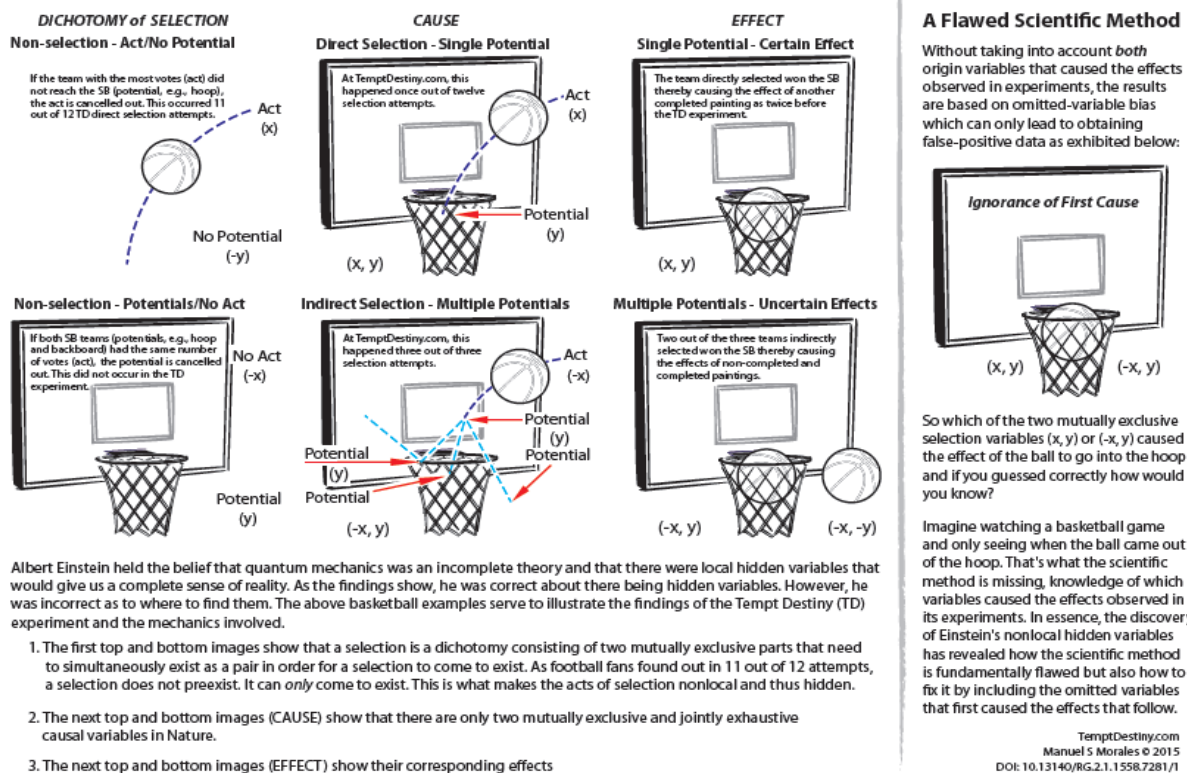 DICHOTOMY of SELECTION
Non-selection - Act/No Potential
If the team with the most votes (act) did
not reach the SB (potential, e.g., hoop),
the act is cancelled out. This occurred 11
out of 12 TD direct selection attempts.
Act
(x)
No Potential
(-y)
CAUSE
Direct Selection - Single Potential
At TemptDestiny.com, this
happened once out of twelve
selection attempts.
Act
(x)
Potential
(y)
(x, y)
EFFECT
Single Potential - Certain Effect
The team directly selected won the SB
thereby causing the effect of another
completed painting as twice before
the TD experiment.
(x, y)
Non-selection - Potentials/No Act
If both SB teams (potentials, e.g., hoop
and backboard) had the same number
of votes (act), the potential is cancelled
out. This did not occur in the TD
experiment.
No Act
(-x)
Potential
(y)
Indirect Selection - Multiple Potentials
At TemptDestiny.com, this
happened three out of three
selection attempts.
Act
(-x)
Potential
(y)
Potential
Potential
(y)
Potential
(-x, y)
Multiple Potentials - Uncertain Effects
Two out of the three teams indirectly
selected won the SB thereby causing
the effects of non-completed and
completed paintings.
(-x, y)
(-x, -y)
Albert Einstein held the belief that quantum mechanics was an incomplete theory and that there were local hidden variables that
would give us a complete sense of reality. As the findings show, he was correct about there being hidden variables. However, he
was incorrect as to where to find them. The above basketball examples serve to illustrate the findings of the Tempt Destiny (TD)
experiment and the mechanics involved.
1. The first top and bottom images show that a selection is a dichotomy consisting of two mutually exclusive parts that need
to simultaneously exist as a pair in order for a selection to come to exist. As football fans found out in 11 out of 12 attempts,
a selection does not preexist. It can only come to exist. This is what makes the acts of selection nonlocal and thus hidden.
2. The next top and bottom images (CAUSE) show that there are only two mutually exclusive and jointly exhaustive
causal variables in Nature.
3. The next top and bottom images (EFFECT) show their corresponding effects
A Flawed Scientific Method
Without taking into account both
origin variables that caused the effects
observed in experiments, the results
are based on omitted-variable bias
which can only lead to obtaining
false-positive data as exhibited below:
Ignorance of First Cause
(x, y)
(-x, y)
So which of the two mutually exclusive
selection variables (x, y) or (-x, y) caused
the effect of the ball to go into the hoop
and if you guessed correctly how would
you know?
Imagine watching a basketball game
and only seeing when the ball came out
of the hoop. That's what the scientific
method is missing, knowledge of which
variables caused the effects observed in
its experiments. In essence, the discovery
of Einstein's nonlocal hidden variables
has revealed how the scientific method
is fundamentally flawed but also how to
fix it by including the omitted variables
that first caused the effects that follow.
TemptDestiny.com
Manuel S Morales © 2015
DOI: 10.13140/RG.2.1.1558.7281/1